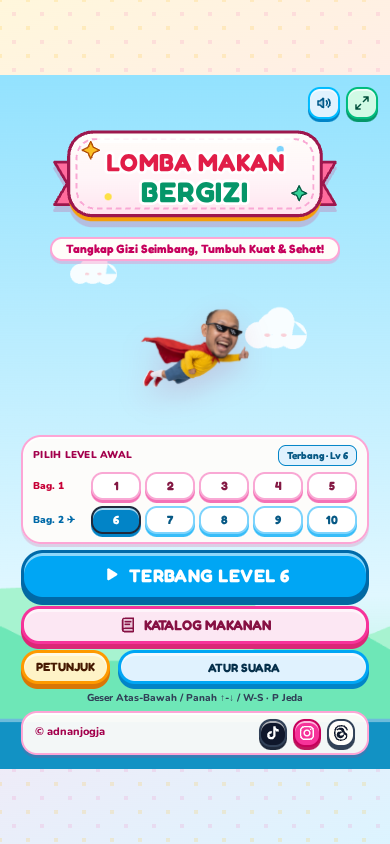 LOMBA MAKAN
BERGIZI
Tangkap Gizi Seimbang, Tumbuh Kuat & Sehat!
PILIH LEVEL AWAL
Terbang · Lv 6
Bag. 1
1 2 3 4 5
Bag. 2 ✈
6 7 8 9 10
TERBANG LEVEL 6
KATALOG MAKANAN
PETUNJUK
ATUR SUARA
Geser Atas-Bawah / Panah ↑-↓ / W-S · P Jeda
© adnanjogja